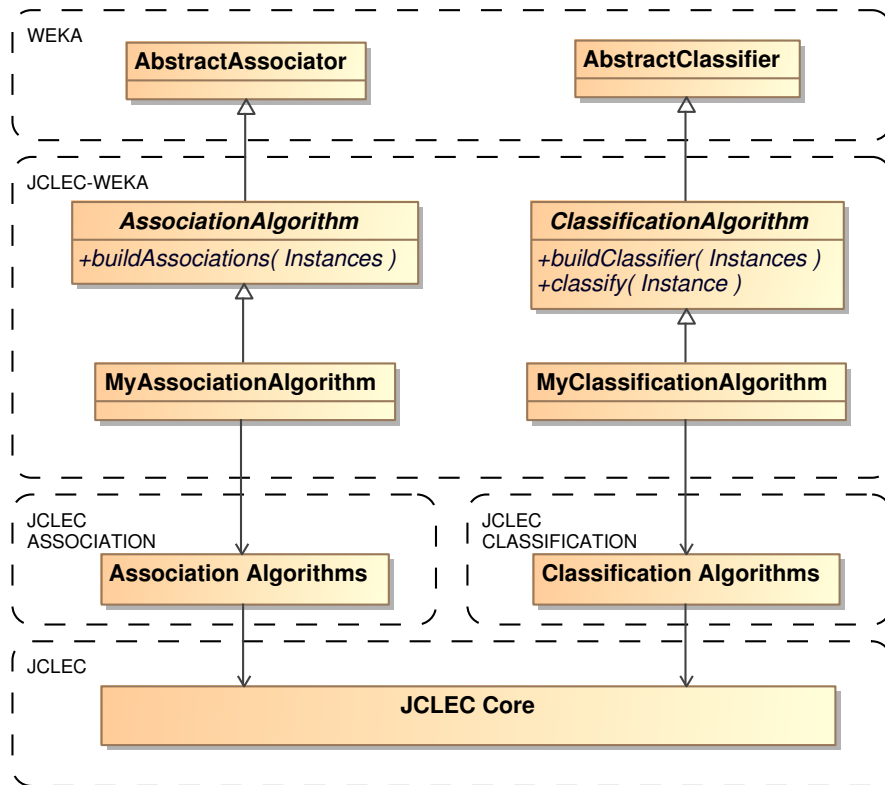 WEKA
AbstractAssociator
AbstractClassifier
JCLEC-WEKA
AssociationAlgorithm
+buildAssociations( Instances )
ClassificationAlgorithm
+buildClassifier( Instances )
+classify( Instance )
MyAssociationAlgorithm
MyClassificationAlgorithm
JCLEC
ASSOCIATION
Association Algorithms
JCLEC
CLASSIFICATION
Classification Algorithms
JCLEC
JCLEC Core